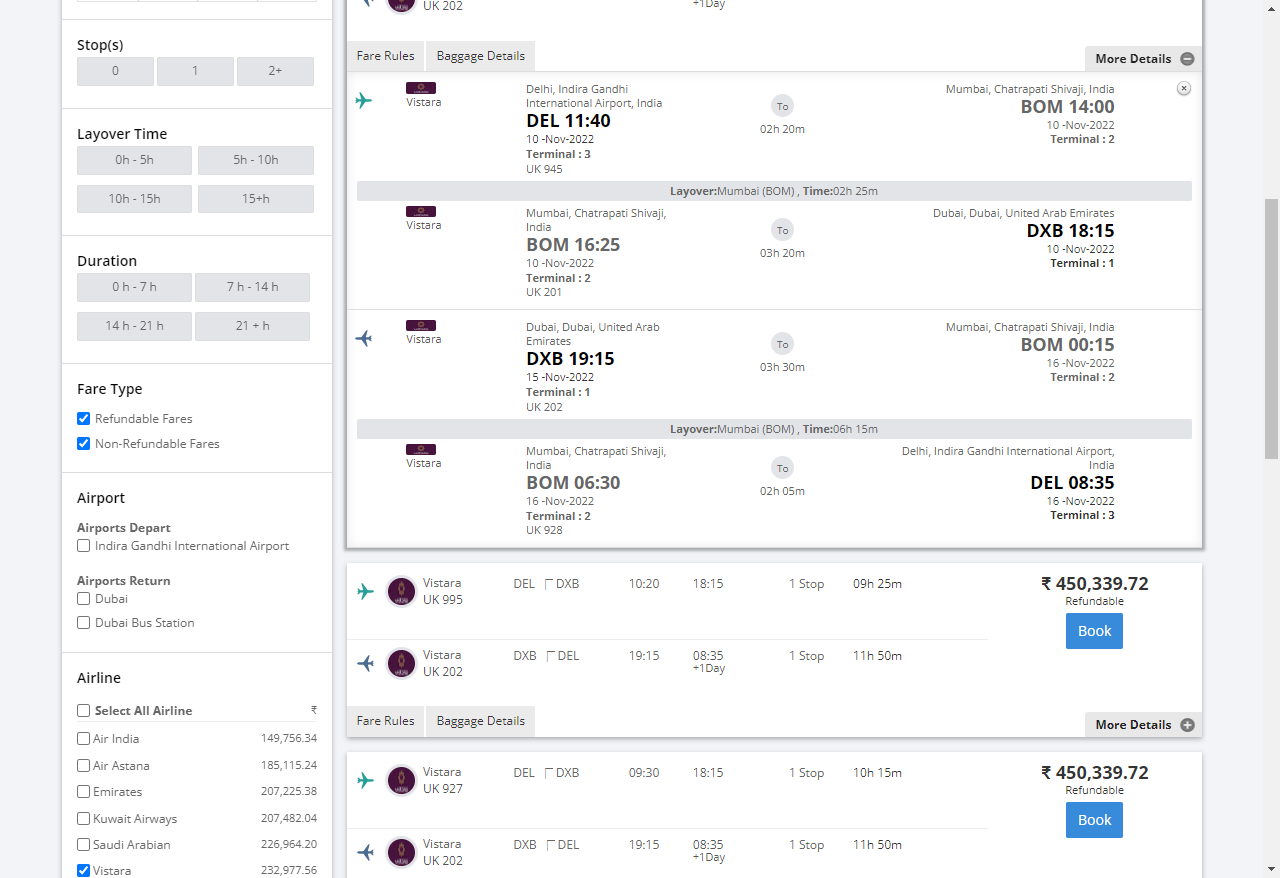 UK 202
+1Day
Stop(s)
0
1
2+
Layover Time
0h - 5h
5h - 10h
10h - 15h
15+h
Duration
0 h - 7 h
7 h - 14 h
14 h - 21 h
21 + h
Fare Type
Refundable Fares
Non-Refundable Fares
Airport
Airports Depart
Indira Gandhi International Airport
Airports Return
Dubai
Dubai Bus Station
Airline
Select All Airline ₹
Air India 149,756.34
Air Astana 185,115.24
Emirates 207,225.38
Kuwait Airways 207,482.04
Saudi Arabian 226,964.20
Vistara 232,977.56
Fare Rules
Baggage Details
More Details
Vistara
Delhi, Indira Gandhi
International Airport, India
DEL 11:40
10 -Nov-2022
Terminal : 3
UK 945
To
02h 20m
Mumbai, Chatrapati Shivaji, India
BOM 14:00
10 -Nov-2022
Terminal : 2
Layover:Mumbai (BOM) , Time:02h 25m
Vistara
Mumbai, Chatrapati Shivaji,
India
BOM 16:25
10 -Nov-2022
Terminal : 2
UK 201
To
03h 20m
Dubai, Dubai, United Arab Emirates
DXB 18:15
10 -Nov-2022
Terminal : 1
Vistara
Dubai, Dubai, United Arab
Emirates
DXB 19:15
15 -Nov-2022
Terminal : 1
UK 202
To
03h 30m
Mumbai, Chatrapati Shivaji, India
BOM 00:15
16 -Nov-2022
Terminal : 2
Layover:Mumbai (BOM) , Time:06h 15m
Vistara
Mumbai, Chatrapati Shivaji,
India
BOM 06:30
16 -Nov-2022
Terminal : 2
UK 928
To
02h 05m
Delhi, Indira Gandhi International Airport,
India
DEL 08:35
16 -Nov-2022
Terminal : 3
Vistara
UK 995
DEL DXB
10:20
18:15
1 Stop
09h 25m
₹ 450,339.72
Refundable
Book
Vistara
UK 202
DXB DEL
19:15
08:35
+1Day
1 Stop
11h 50m
Fare Rules
Baggage Details
More Details
Vistara
UK 927
DEL DXB
09:30
18:15
1 Stop
10h 15m
₹ 450,339.72
Refundable
Book
Vistara
UK 202
DXB DEL
19:15
08:35
+1Day
1 Stop
11h 50m